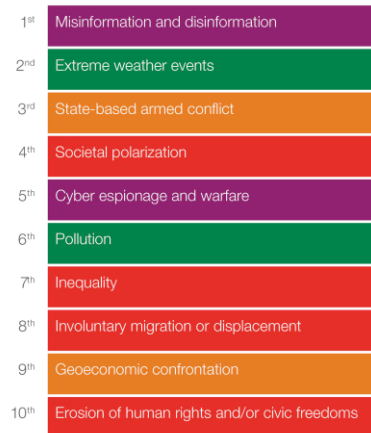 1st Misinformation and disinformation
2nd Extreme weather events
3rd State-based armed conflict
4th Societal polarization
5th Cyber espionage and warfare
6th Pollution
7th Inequality
8th Involuntary migration or displacement
9th Geoeconomic confrontation
10th Erosion of human rights and/or civic freedoms